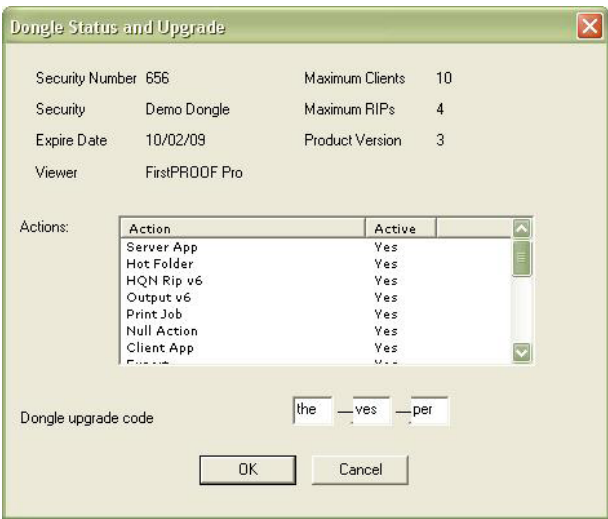 Dongle Status and Upgrade
Security Number 656 Maximum Clients 10
Security Demo Dongle Maximum RIPs 4
Expire Date 10/02/09 Product Version 3
Viewer FirstPROOF Pro
Actions:
Action Active
Server App Yes
Hot Folder Yes
HQN Rip v6 Yes
Output v6 Yes
Print Job Yes
Null Action Yes
Client App Yes
Dongle upgrade code the — ves — per
OK Cancel